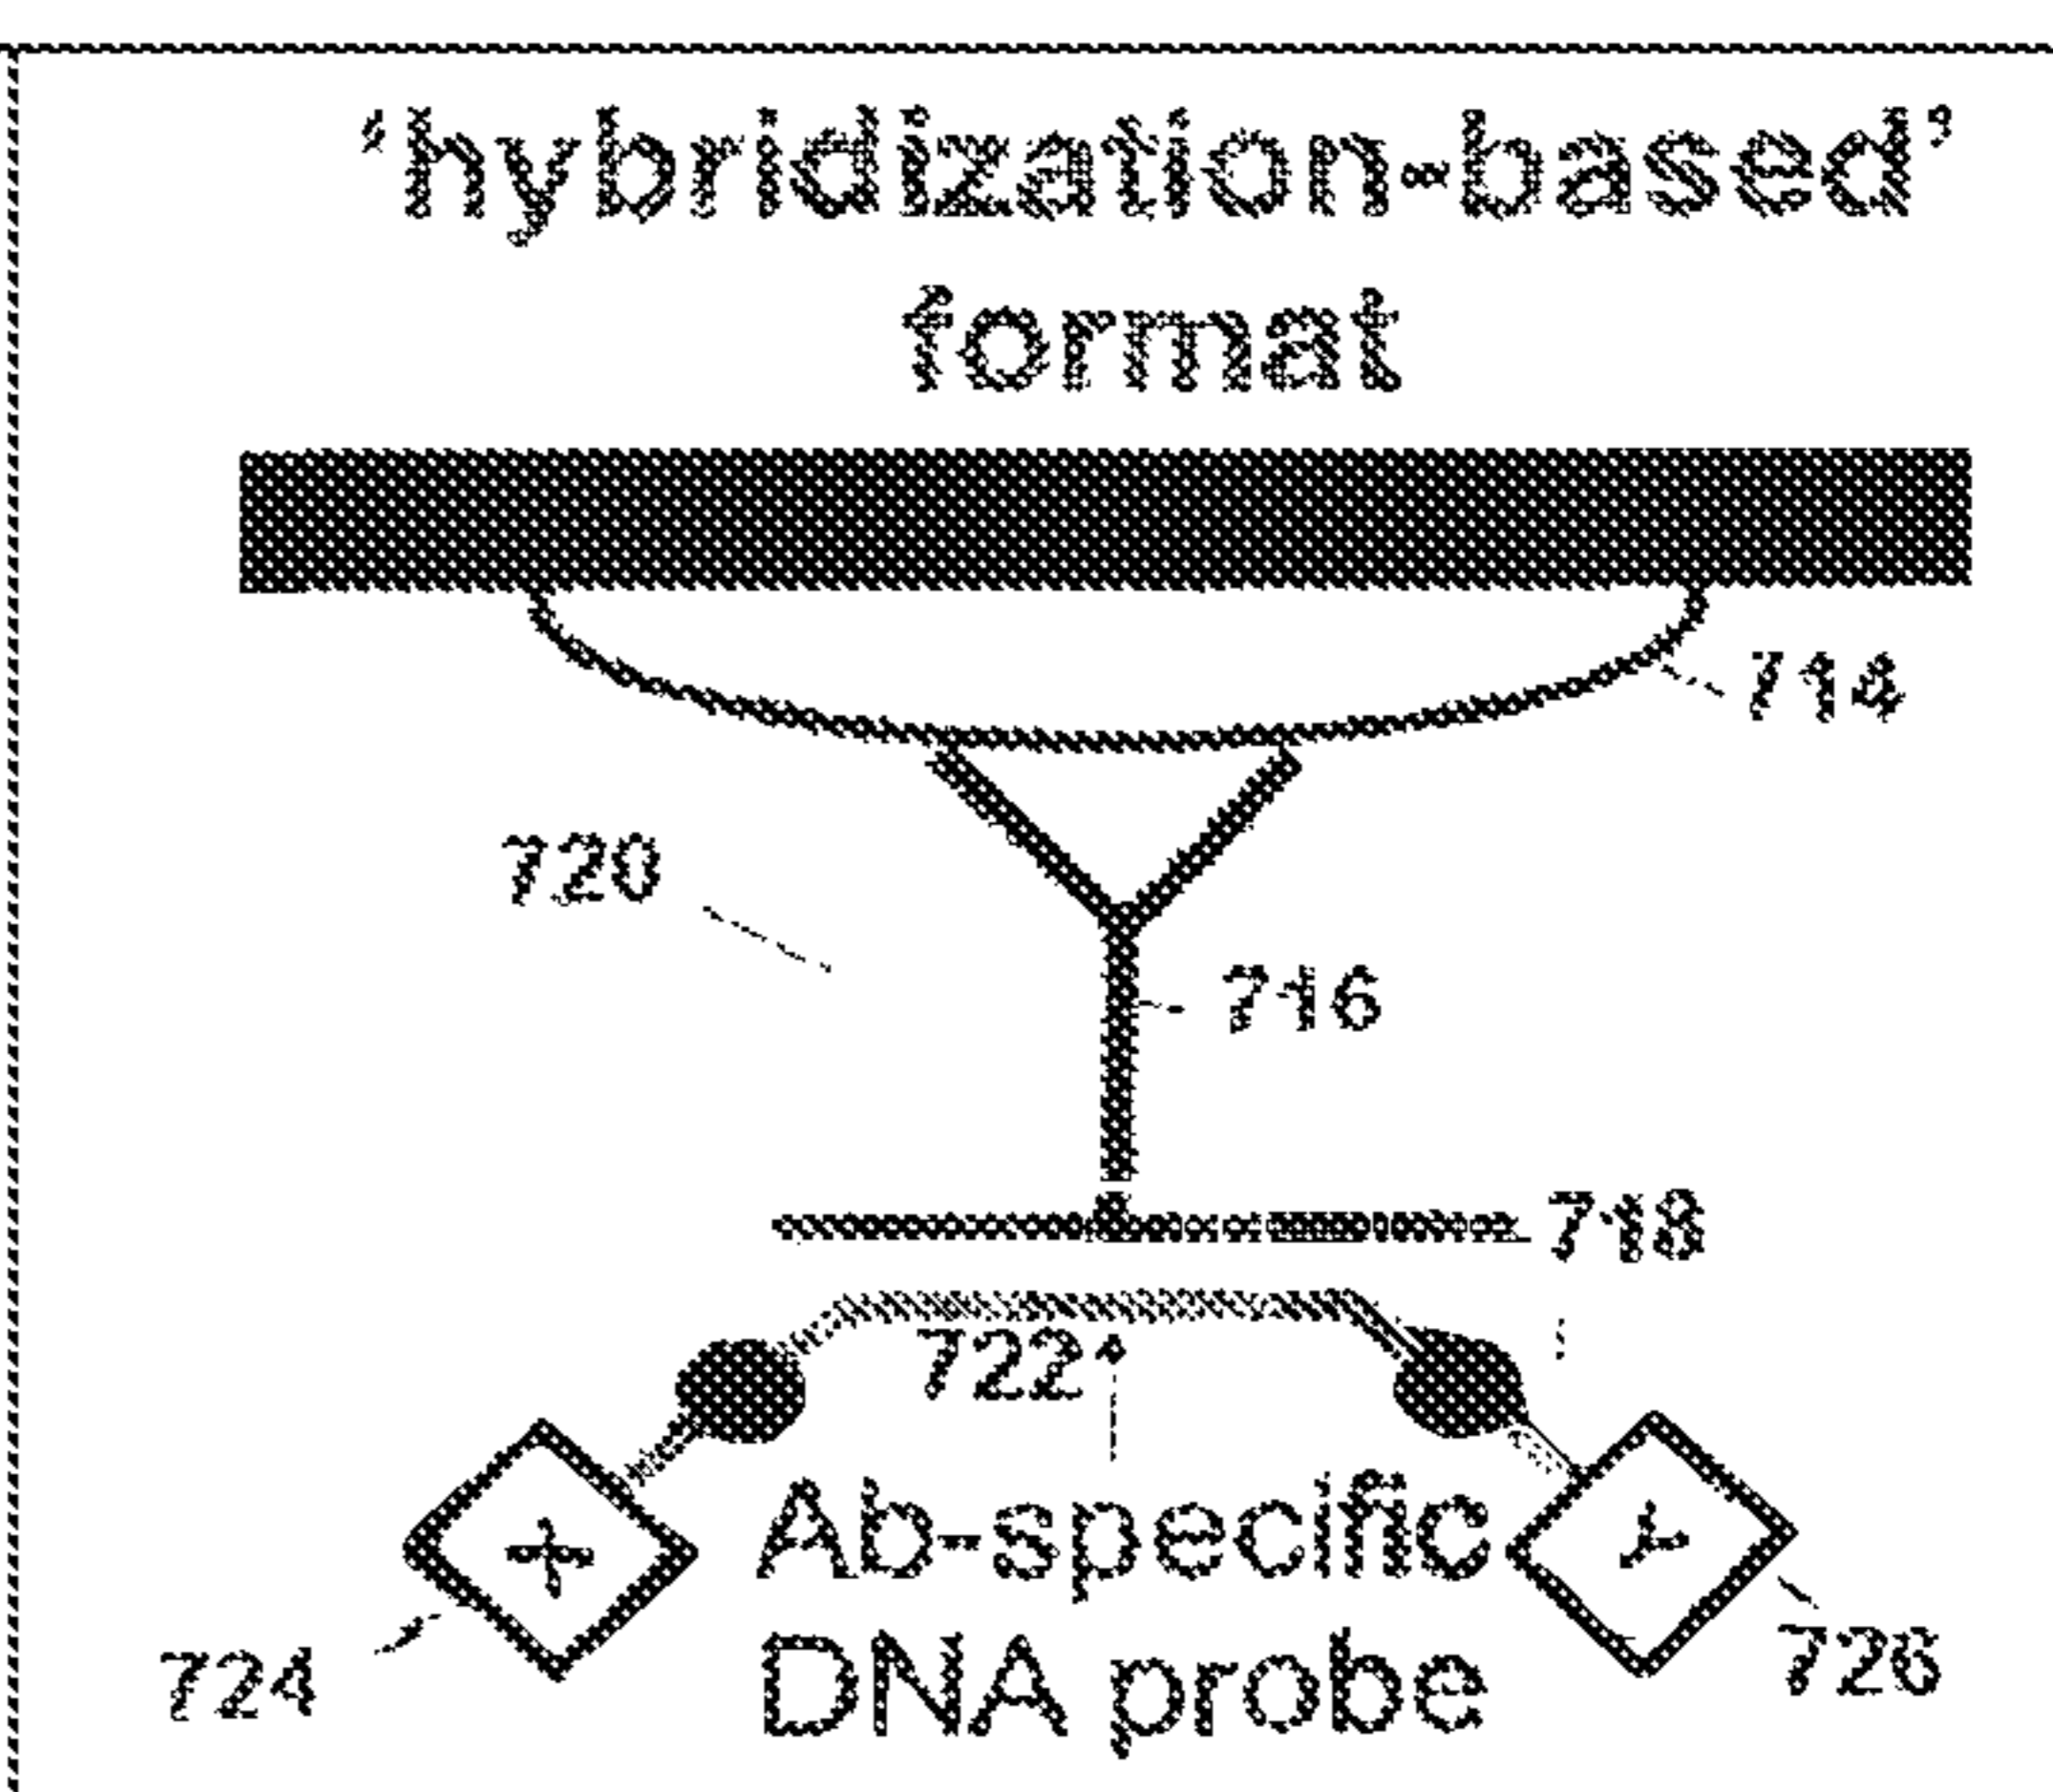 ‘hybridization-based’
format
714
720
716
718
722
X
Ab-specific
Y
DNA probe
724
726